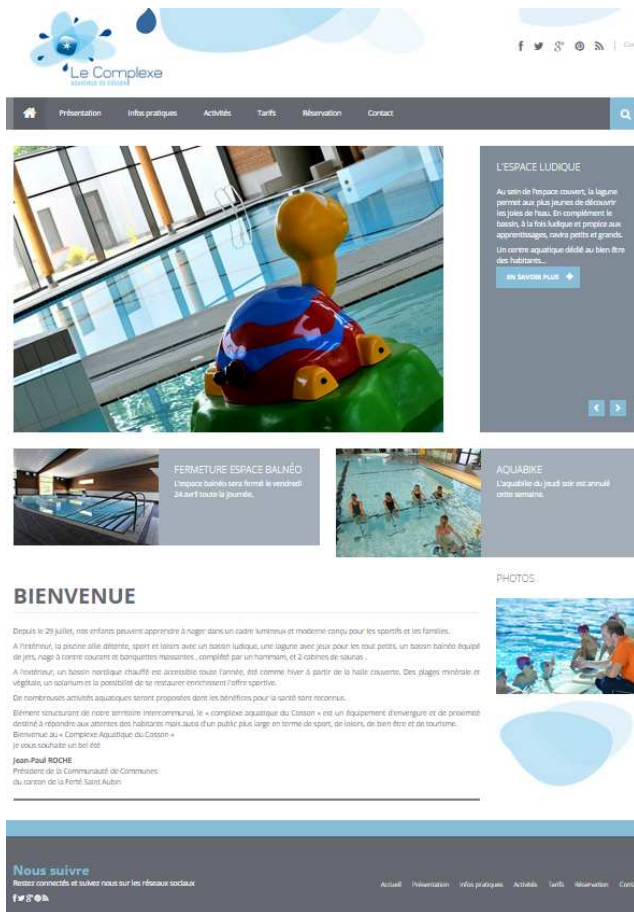 Le Complexe
Présentation
Infos pratiques
Activités
Tarifs
Réservation
Contact
L'ESPACE LUDIQUE
Au sein de l'espace couvert, la lagune
permet aux plus jeunes de découvrir
les joies de l'eau. En complément le
bassin, à la fois ludique et propice aux
apprentissages, ravira petits et grands.
Un centre aquatique dédié au bien être
des habitants...
EN SAVOIR PLUS
FERMETURE ESPACE BALNÉO
L'espace balnéo sera fermé le vendredi
24 avril toute la journée.
AQUABIKE
L'aquabike du jeudi soir est annulé
cette semaine.
BIENVENUE
Depuis le 29 juillet, nos enfants peuvent apprendre à nager dans un cadre lumineux et moderne conçu pour les sportifs et les familles.
A l'intérieur, la piscine allie détente, sport et loisirs avec un bassin ludique, une lagune avec jeux pour les tout petits, un bassin balnéo équipé
de jets, nage à contre courant et banquettes massantes , complété par un hammam, et 2 cabines de saunas .
A l'extérieur, un bassin nordique chauffé est accessible toute l'année, été comme hiver à partir de la halle couverte. Des plages minérale et
végétale, un solarium et la possibilité de se restaurer enrichissent l'offre sportive.
De nombreuses activités aquatiques seront proposées dont les bénéfices pour la santé sont reconnus.
Elément structurant de notre territoire intercommunal, le « complexe aquatique du Cosson » est un équipement d'envergure et de proximité
destiné à répondre aux attentes des habitants mais aussi d'un public plus large en terme de sport, de loisirs, de bien être et de tourisme.
Bienvenue au « Complexe Aquatique du Cosson »
Je vous souhaite un bel été
Jean-Paul ROCHE
Président de la Communauté de Communes
du canton de la Ferté Saint Aubin
PHOTOS
Nous suivre
Restez connectés et suivez nous sur les réseaux sociaux
Accueil
Présentation
Infos pratiques
Activités
Tarifs
Réservation